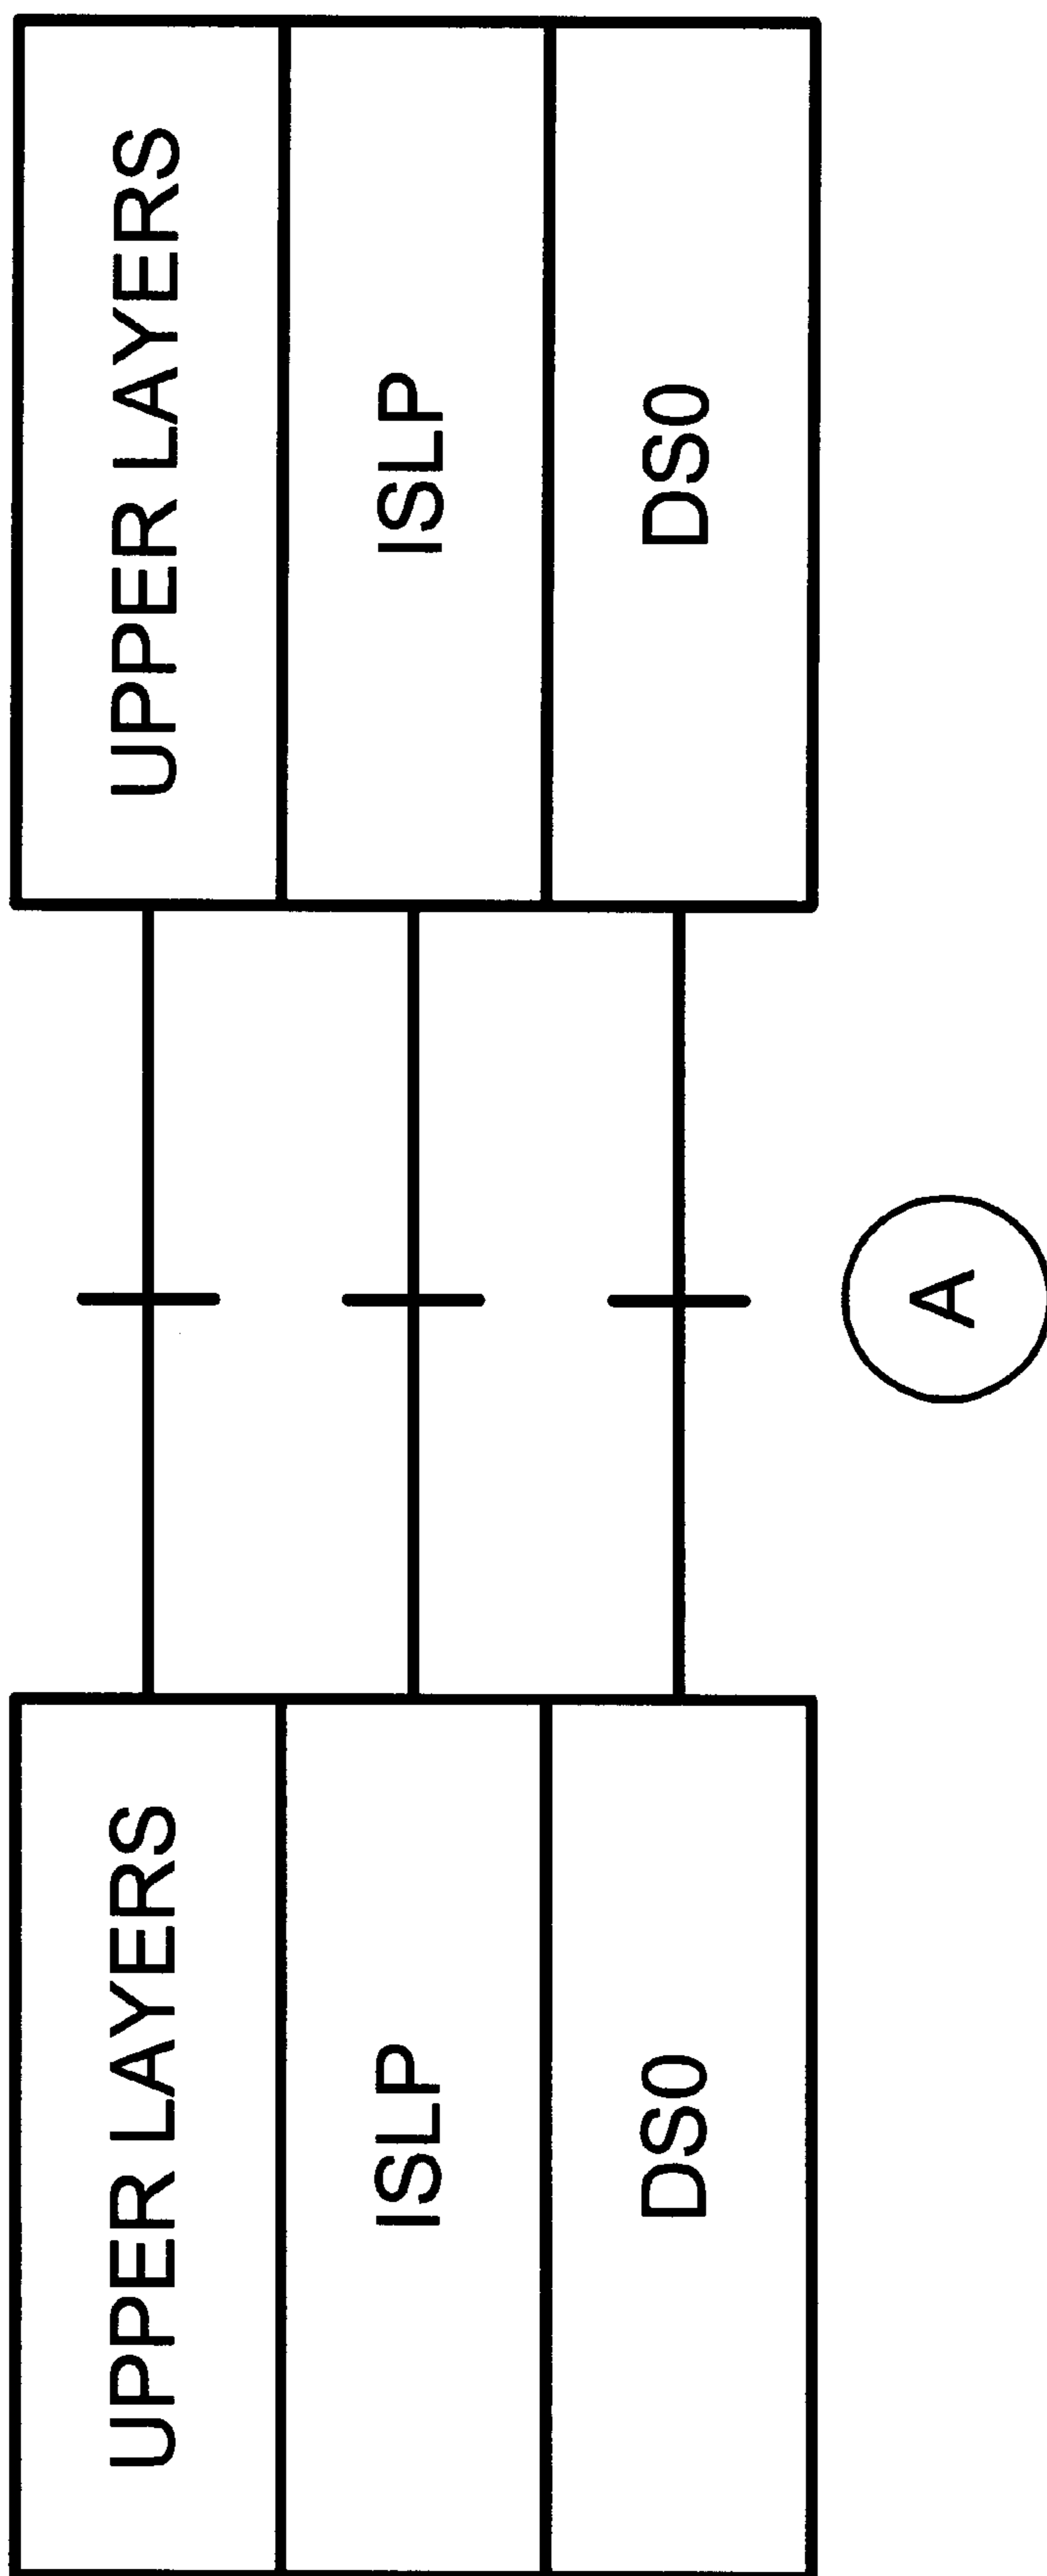 UPPER LAYERS
ISLP
DS0
UPPER LAYERS
ISLP
DS0
A